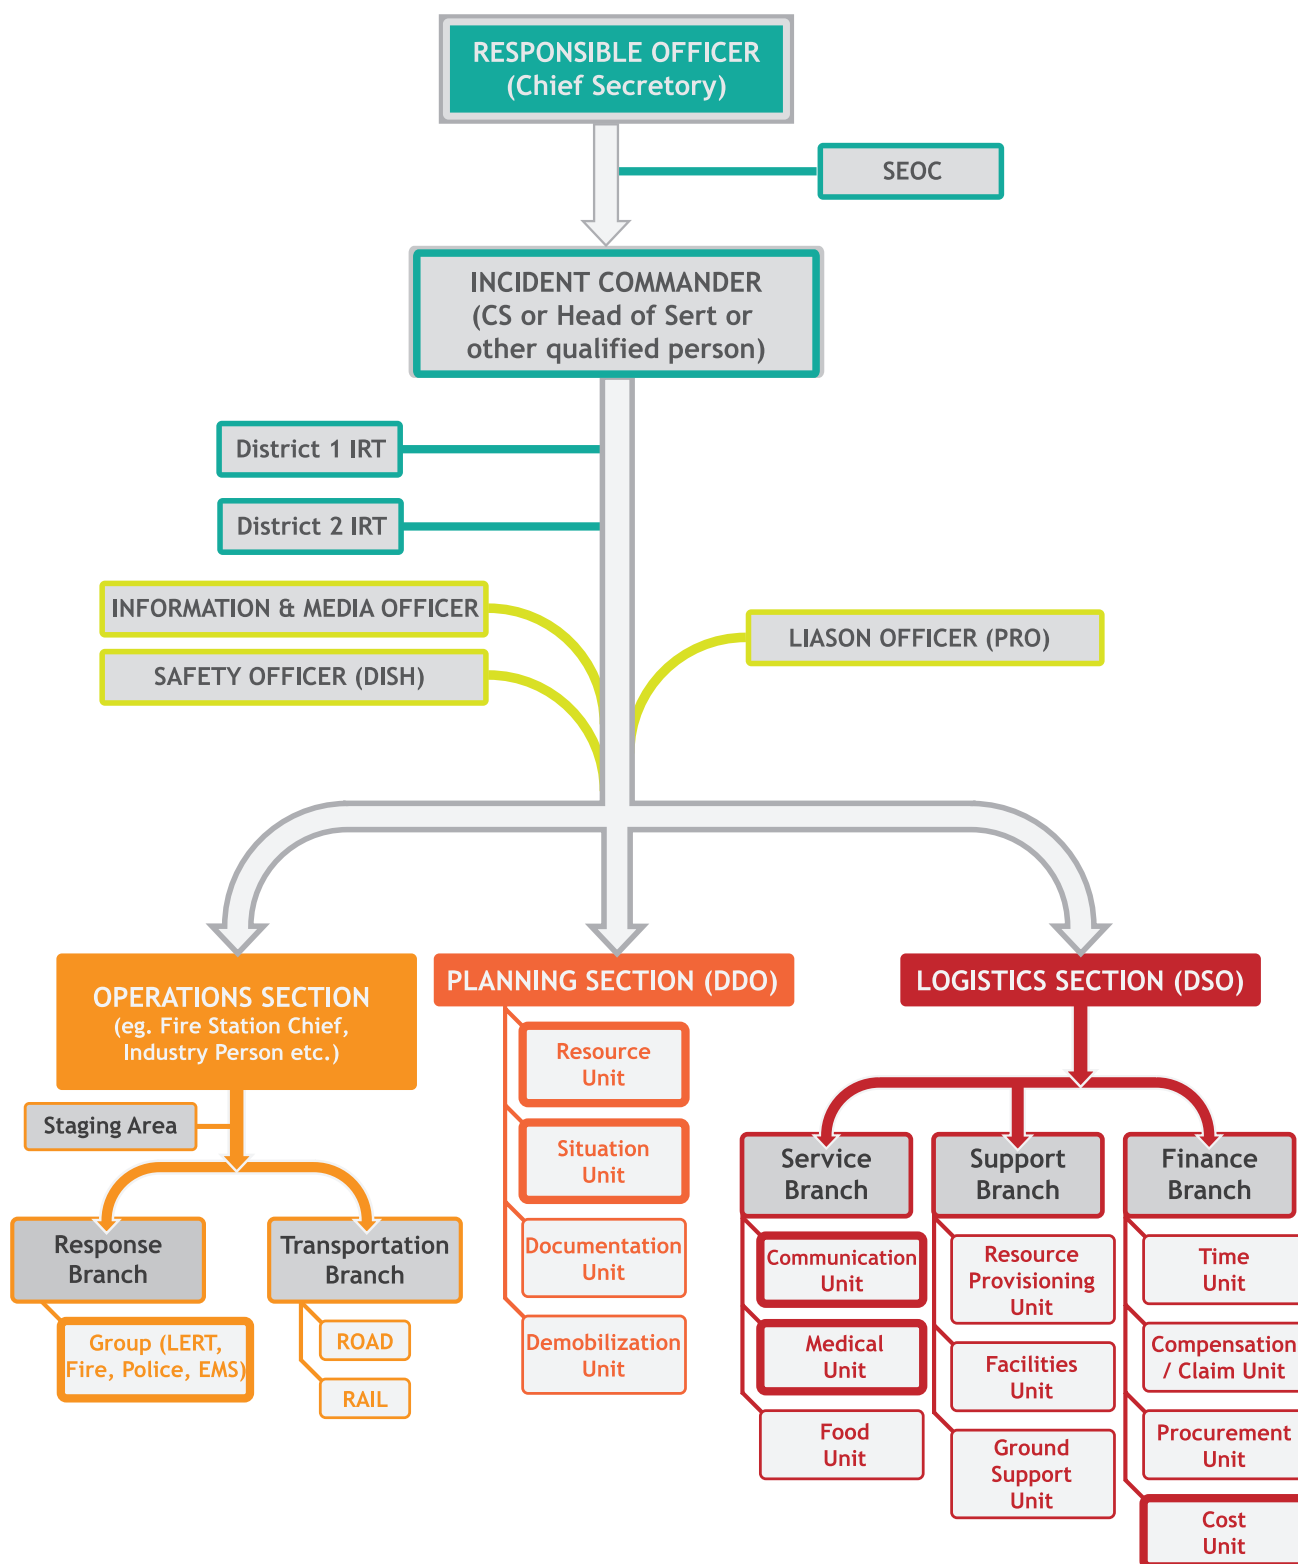 RESPONSIBLE OFFICER
(Chief Secretory)
SEOC
INCIDENT COMMANDER
(CS or Head of Sert or
other qualified person)
District 1 IRT
District 2 IRT
INFORMATION & MEDIA OFFICER
LIASON OFFICER (PRO)
SAFETY OFFICER (DISH)
OPERATIONS SECTION
(eg. Fire Station Chief,
Industry Person etc.)
Staging Area
Response
Branch
Group (LERT,
Fire, Police, EMS)
Transportation
Branch
ROAD
RAIL
PLANNING SECTION (DDO)
Resource
Unit
Situation
Unit
Documentation
Unit
Demobilization
Unit
LOGISTICS SECTION (DSO)
Service
Branch
Communication
Unit
Medical
Unit
Food
Unit
Support
Branch
Resource
Provisioning
Unit
Facilities
Unit
Ground
Support
Unit
Finance
Branch
Time
Unit
Compensation
/ Claim Unit
Procurement
Unit
Cost
Unit